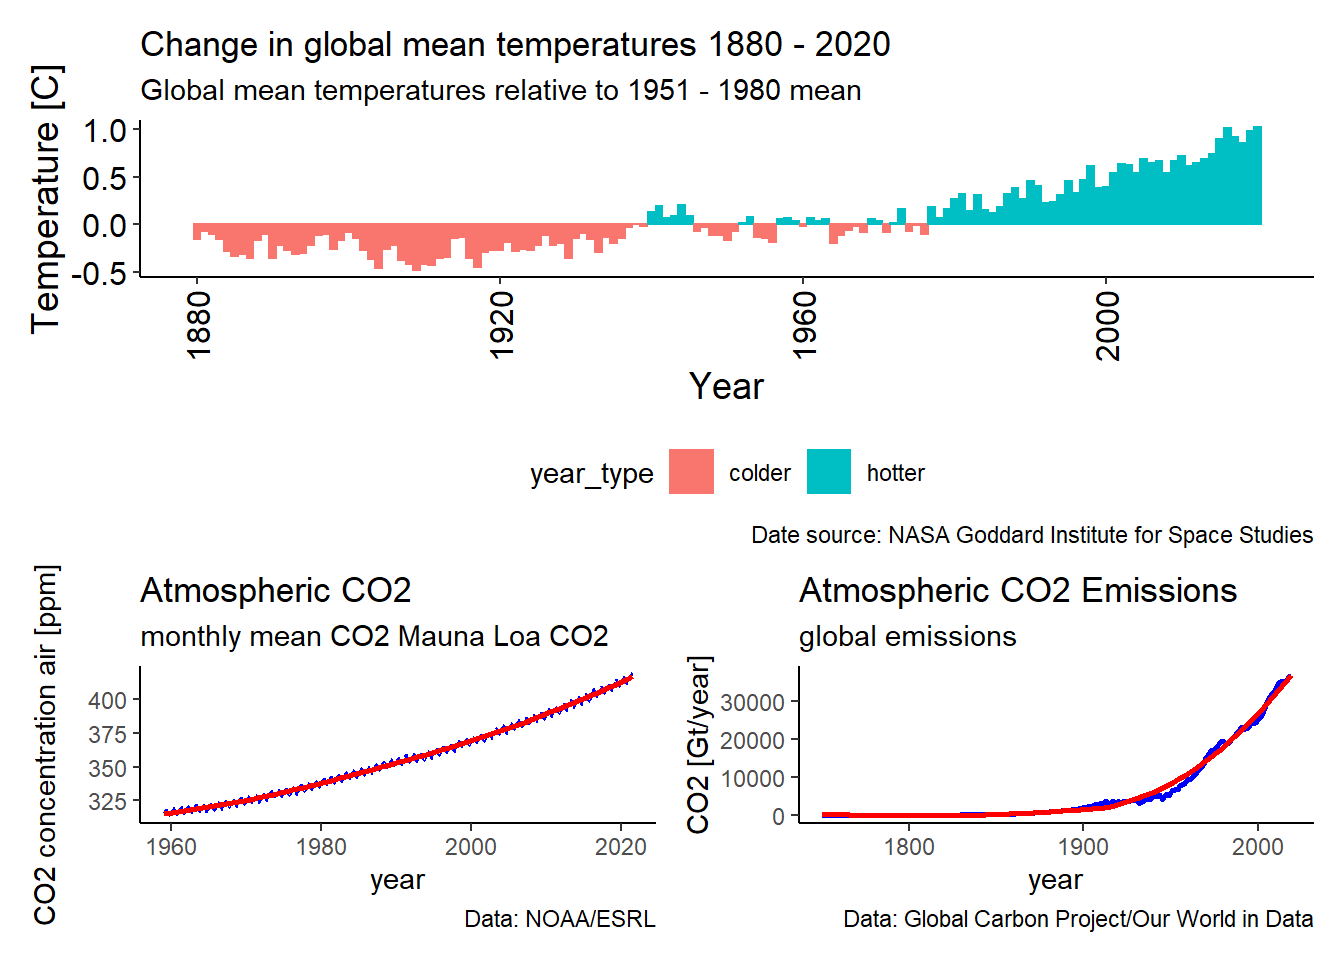 Change in global mean temperatures 1880 - 2020
Global mean temperatures relative to 1951 - 1980 mean
Temperature [C]
1.0
0.5
0.0
-0.5
1880
1920
1960
2000
Year
year_type
colder
hotter
Date source: NASA Goddard Institute for Space Studies
Atmospheric CO2
monthly mean CO2 Mauna Loa CO2
CO2 concentration air [ppm]
400
375
350
325
1960
1980
2000
2020
year
Data: NOAA/ESRL
Atmospheric CO2 Emissions
global emissions
CO2 [Gt/year]
30000
20000
10000
0
1800
1900
2000
year
Data: Global Carbon Project/Our World in Data